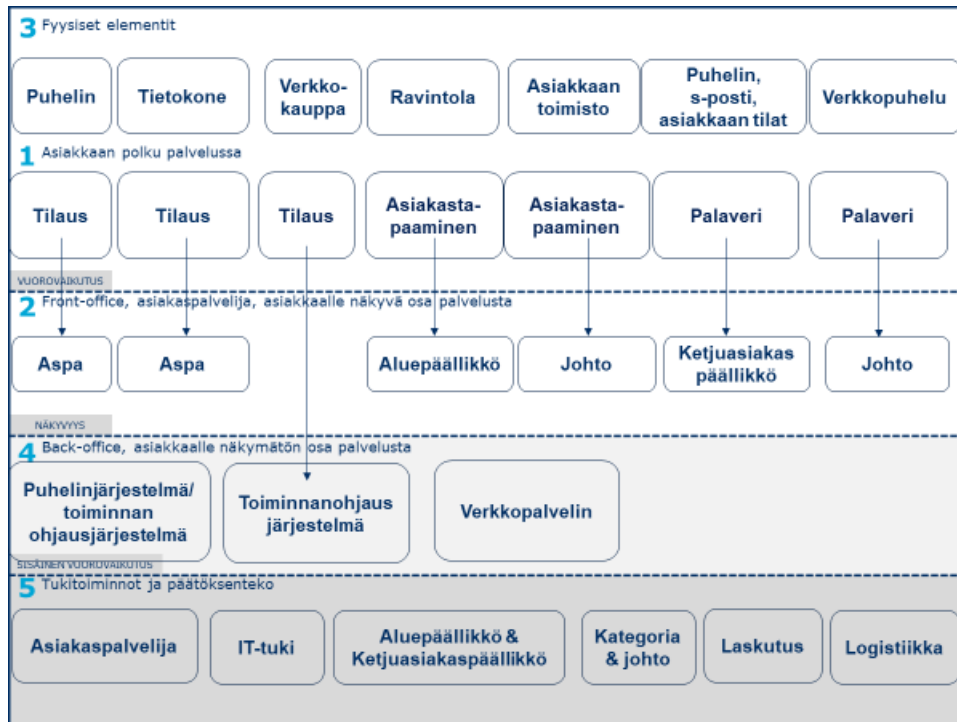 3 Fyysiset elementit
Puhelin
Tietokone
Verkko-
kauppa
Ravintola
Asiakkaan
toimisto
Puhelin,
s-posti,
asiakkaan tilat
Verkkopuhelu
1 Asiakkaan polku palvelussa
Tilaus
Tilaus
Tilaus
Asiakasta-
paaminen
Asiakasta-
paaminen
Palaveri
Palaveri
VUOROVAIKUTUS
2 Front-office, asiakaspalvelija, asiakkaalle näkyvä osa palvelusta
Aspa
Aspa
Aluepäällikkö
Johto
Ketjuasiakas
päällikkö
Johto
NÄKYVYYS
4 Back-office, asiakkaalle näkymätön osa palvelusta
Puhelinjärjestelmä/
toiminnan
ohjausjärjestelmä
Toiminnanohjaus
järjestelmä
Verkkopalvelin
SISÄINEN VUOROVAIKUTUS
5 Tukitoiminnot ja päätöksenteko
Asiakaspalvelija
IT-tuki
Aluepäällikkö &
Ketjuasiakaspäällikkö
Kategoria
& johto
Laskutus
Logistiikka